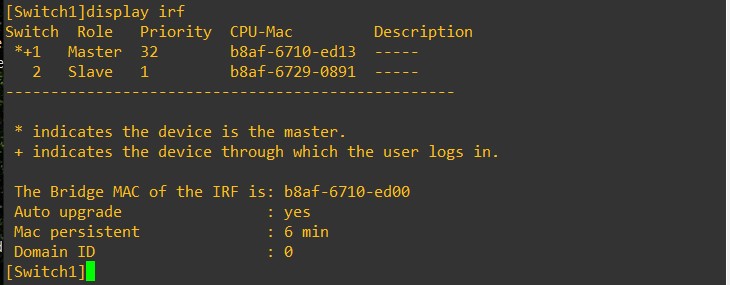 [Switch1]display irf
Switch  Role  Priority  CPU-Mac         Description
 *+1   Master  32        b8af-6710-ed13  -----
   2   Slave   1         b8af-6729-0891  -----
--------------------------------------------------
 * indicates the device is the master.
 + indicates the device through which the user logs in.
 The Bridge MAC of the IRF is: b8af-6710-ed00
 Auto upgrade                : yes
 Mac persistent              : 6 min
 Domain ID                   : 0
[Switch1]